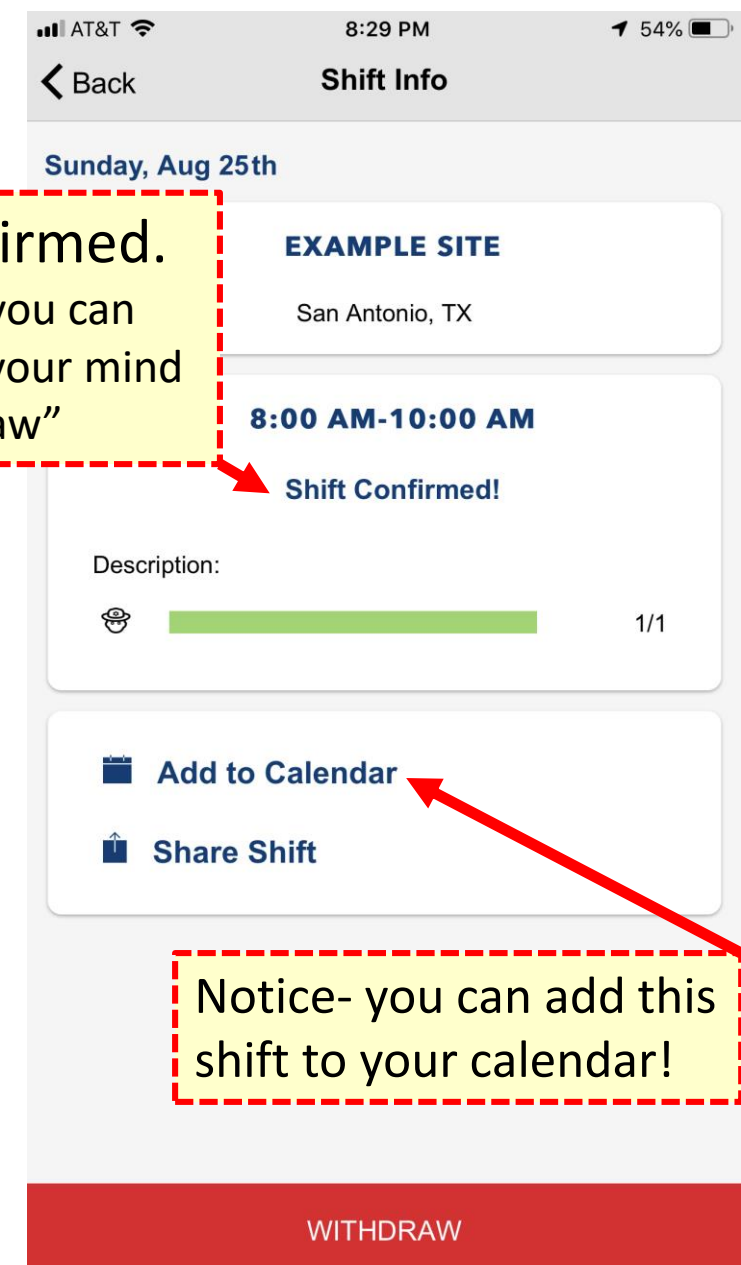 AT&T 8:29 PM 54%
Back Shift Info
Sunday, Aug 25th
irmed.
you can
your mind
aw”
EXAMPLE SITE
San Antonio, TX
8:00 AM-10:00 AM
Shift Confirmed!
Description:
1/1
Add to Calendar
Share Shift
Notice- you can add this
shift to your calendar!
WITHDRAW